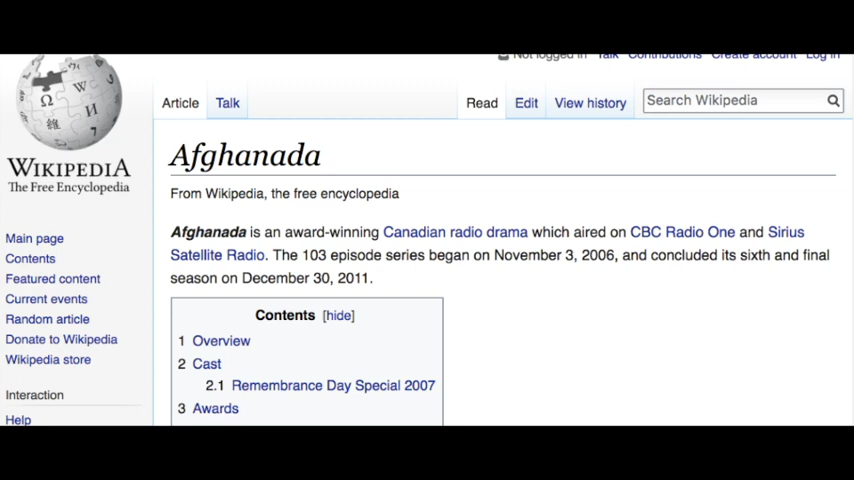 Not logged in Talk Contributions Create account Log in
Article Talk Read Edit View history Search Wikipedia
WIKIPEDIA
The Free Encyclopedia
Afghanada
From Wikipedia, the free encyclopedia
Afghanada is an award-winning Canadian radio drama which aired on CBC Radio One and Sirius
Satellite Radio. The 103 episode series began on November 3, 2006, and concluded its sixth and final
season on December 30, 2011.
Main page
Contents
Featured content
Current events
Random article
Donate to Wikipedia
Wikipedia store
Interaction
Help
Contents [hide]
1 Overview
2 Cast
2.1 Remembrance Day Special 2007
3 Awards